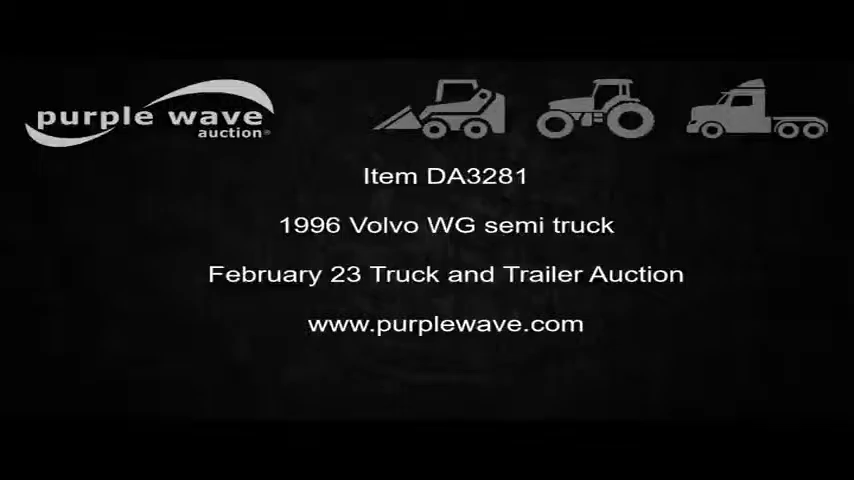 purple wave
auction®
Item DA3281
1996 Volvo WG semi truck
February 23 Truck and Trailer Auction
www.purplewave.com